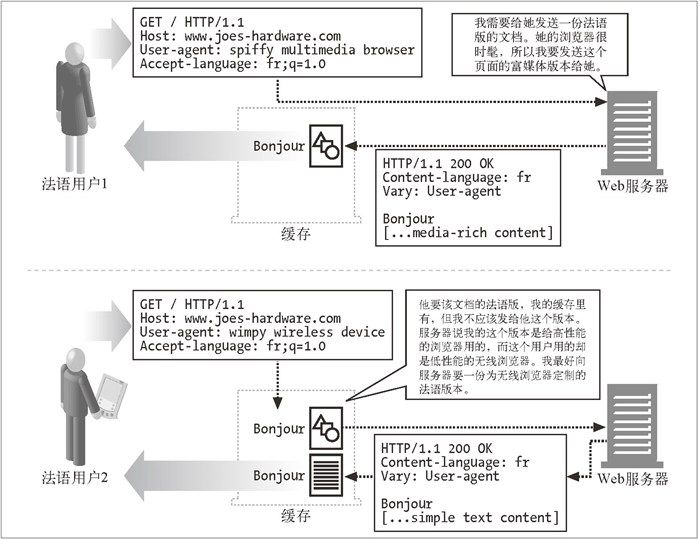 GET / HTTP/1.1
Host: www.joes-hardware.com
User-agent: spiffy multimedia browser
Accept-language: fr;q=1.0
我需要给她发送一份法语
版的文档。她的浏览器很
时髦，所以我要发送这个
页面的富媒体版本给她。
Bonjour
HTTP/1.1 200 OK
Content-language: fr
Vary: User-agent
Bonjour
[...media-rich content]
法语用户1
缓存
Web服务器
GET / HTTP/1.1
Host: www.joes-hardware.com
User-agent: wimpy wireless device
Accept-language: fr;q=1.0
他要该文档的法语版，我的缓存里
有，但我不应该发给他这个版本。
服务器说我的这个版本是给高性能
的浏览器用的，而这个用户用的却
是低性能的无线浏览器。我最好向
服务器要一份为无线浏览器定制的
法语版本。
Bonjour
Bonjour
HTTP/1.1 200 OK
Content-language: fr
Vary: User-agent
Bonjour
[...simple text content]
法语用户2
缓存
Web服务器